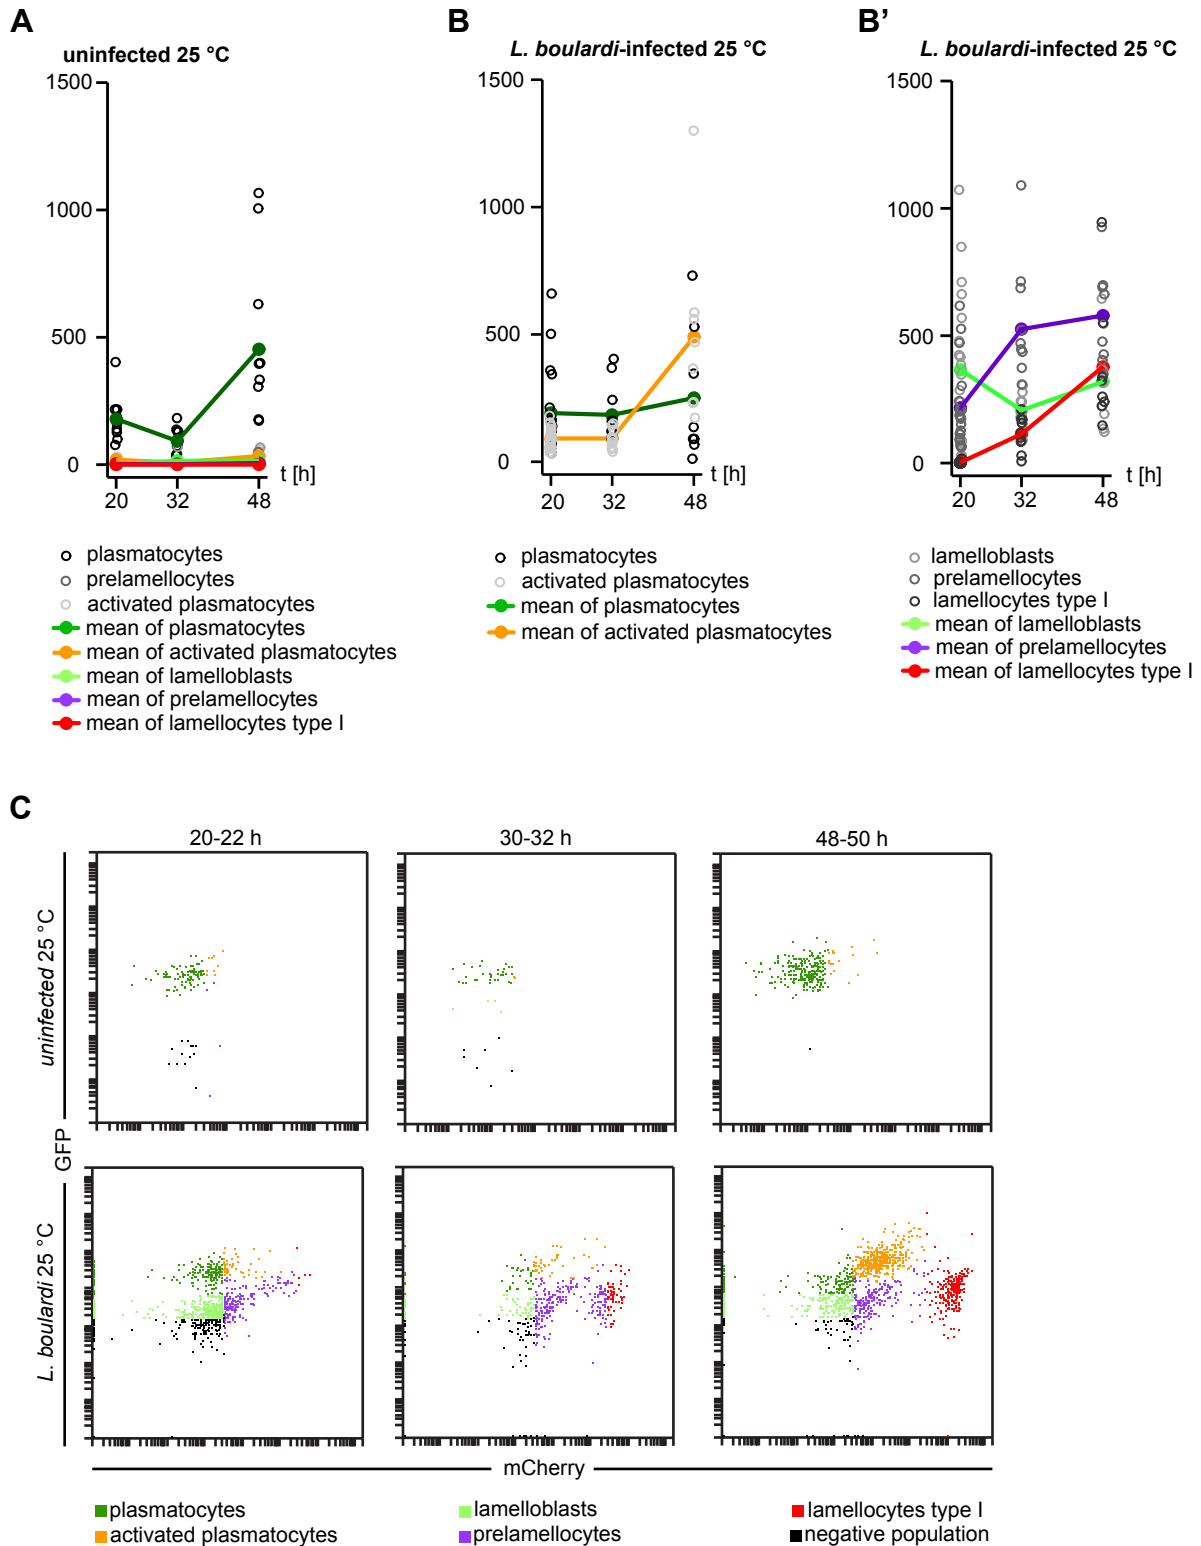 A
uninfected 25 °C
1500
1000
500
0
20 32 48
t [h]
plasmatocytes
prelamellocytes
activated plasmatocytes
mean of plasmatocytes
mean of activated plasmatocytes
mean of lamelloblasts
mean of prelamellocytes
mean of lamellocytes type I
B
L. boulardi-infected 25 °C
1500
1000
500
0
20 32 48
t [h]
plasmatocytes
activated plasmatocytes
mean of plasmatocytes
mean of activated plasmatocytes
B’
L. boulardi-infected 25 °C
1500
1000
500
0
20 32 48
t [h]
lamelloblasts
prelamellocytes
lamellocytes type I
mean of lamelloblasts
mean of prelamellocytes
mean of lamellocytes type I
C
20-22 h 30-32 h 48-50 h
uninfected 25 °C
GFP
L. boulardi 25 °C
mCherry
plasmatocytes
activated plasmatocytes
lamelloblasts
prelamellocytes
lamellocytes type I
negative population